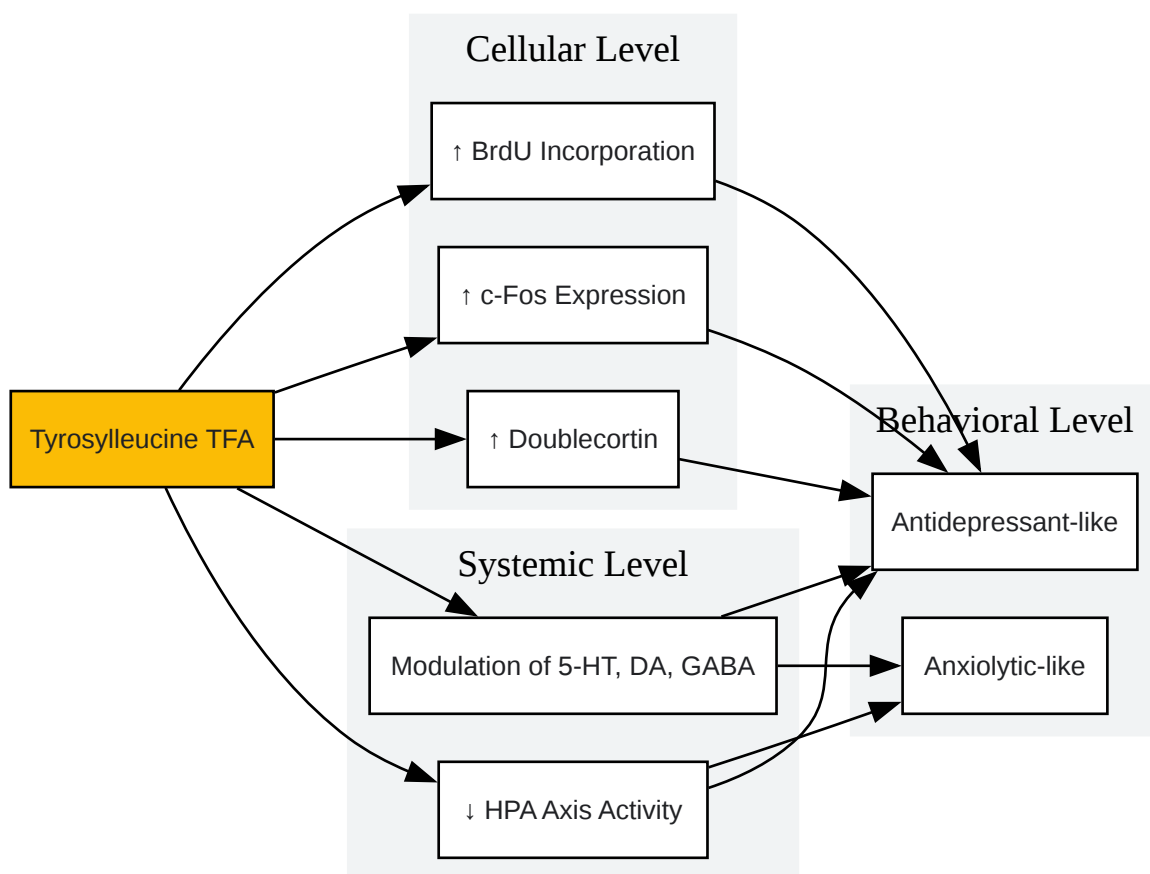 Cellular Level
↑ BrdU Incorporation
↑ c-Fos Expression
↑ Doublecortin
Tyrosylleucine TFA
Systemic Level
Modulation of 5-HT, DA, GABA
↓ HPA Axis Activity
Behavioral Level
Antidepressant-like
Anxiolytic-like